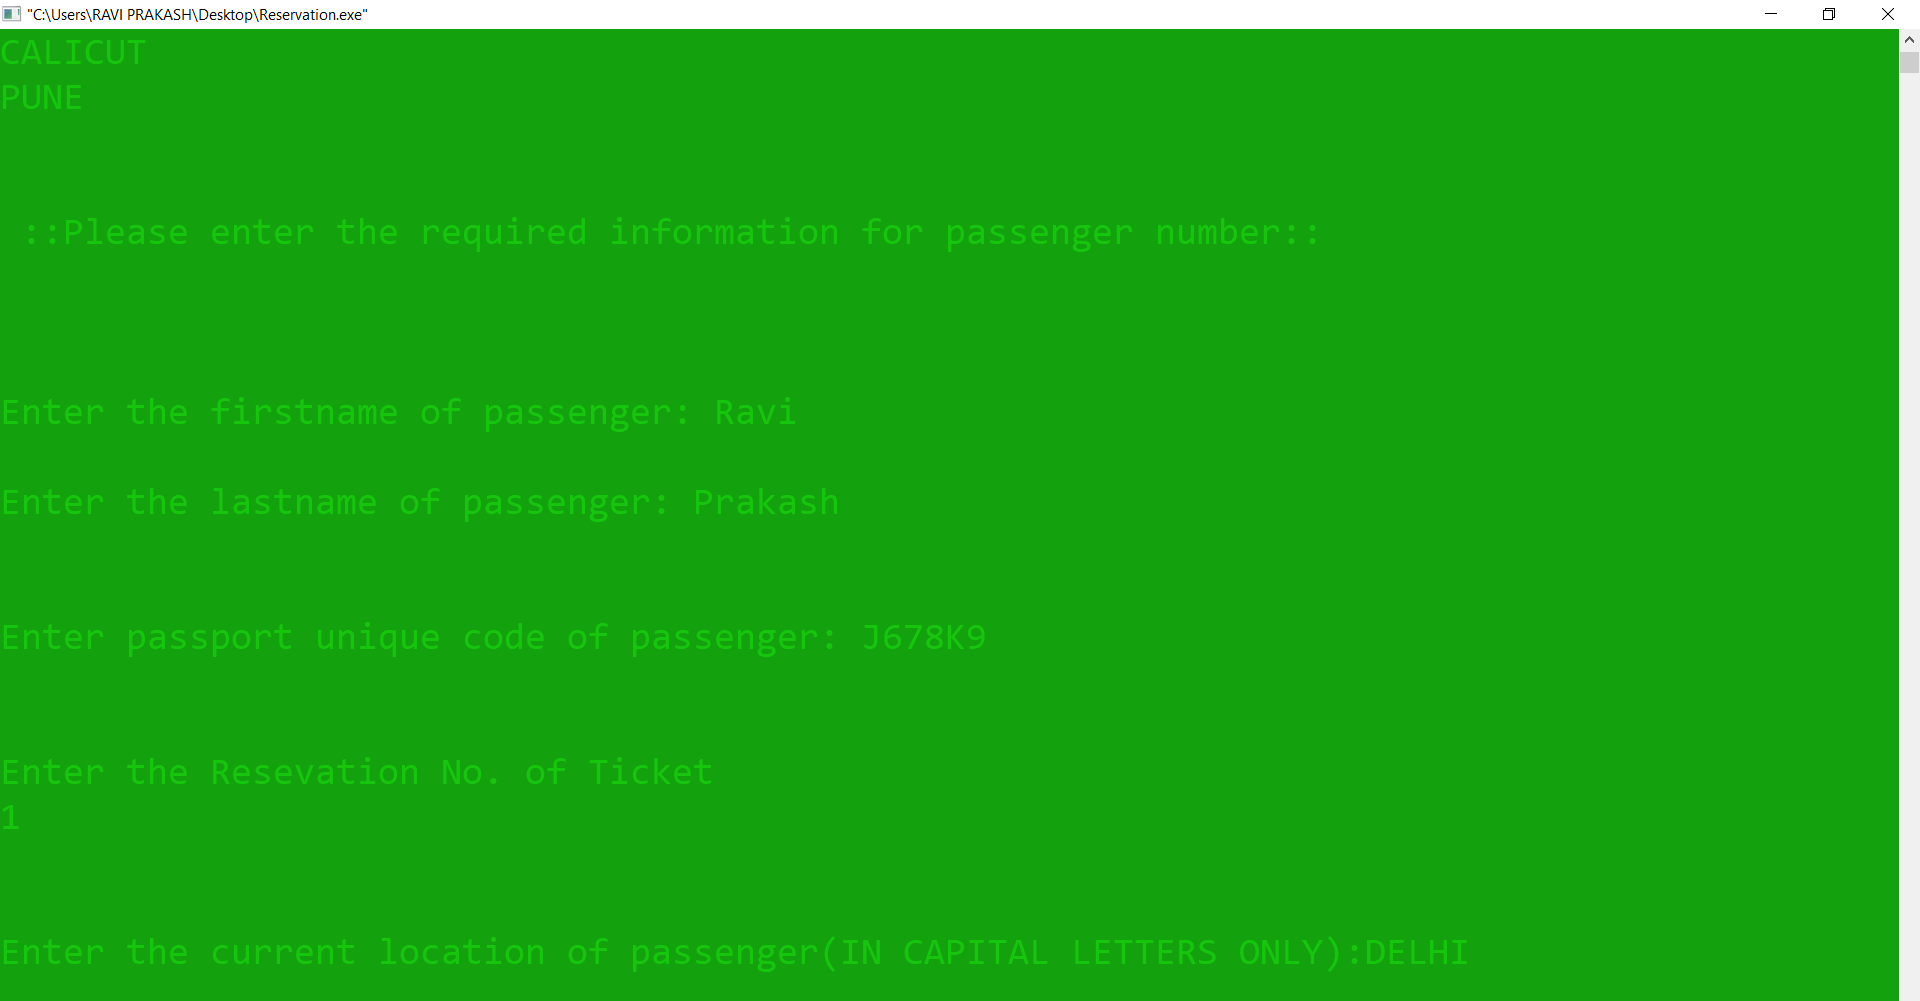 "C:\Users\RAVI PRAKASH\Desktop\Reservation.exe"
CALICUT
PUNE
::Please enter the required information for passenger number::
Enter the firstname of passenger: Ravi
Enter the lastname of passenger: Prakash
Enter passport unique code of passenger: J678K9
Enter the Resevation No. of Ticket
1
Enter the current location of passenger(IN CAPITAL LETTERS ONLY):DELHI